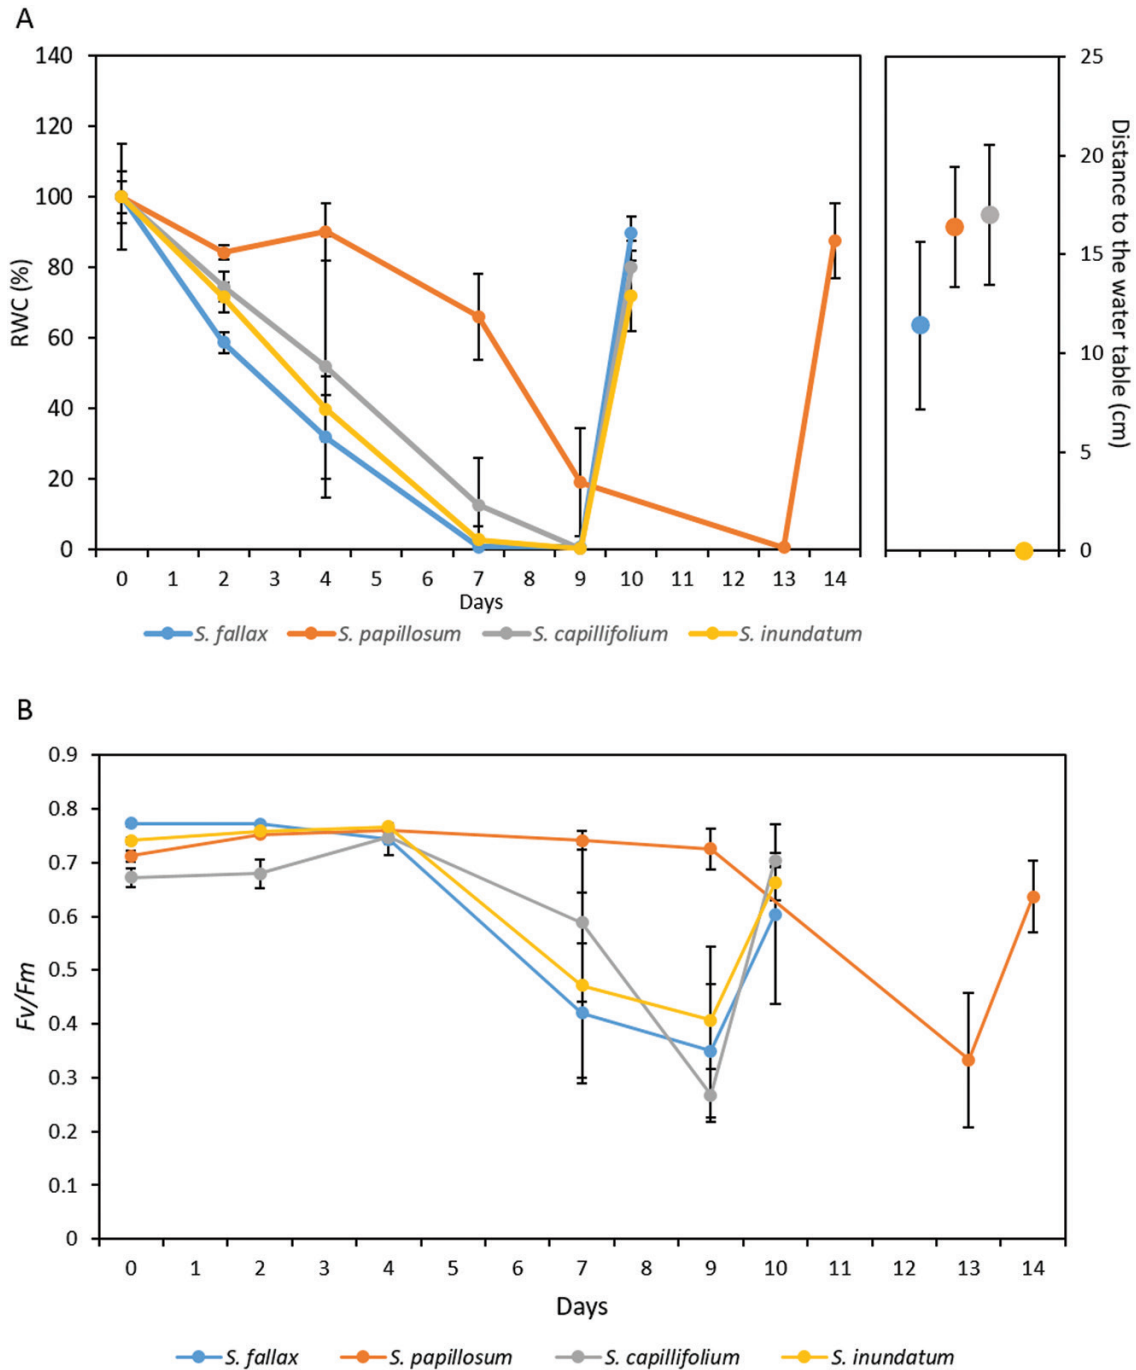 A
140
120
100
80
60
40
20
0
RWC (%)
0 1 2 3 4 5 6 7 8 9 10 11 12 13 14
Days
25
20
15
10
5
0
Distance to the water table (cm)
S. fallax S. papillosum S. capillifolium S. inundatum
B
0.9
0.8
0.7
0.6
0.5
0.4
0.3
0.2
0.1
0
Fv/Fm
0 1 2 3 4 5 6 7 8 9 10 11 12 13 14
Days
S. fallax S. papillosum S. capillifolium S. inundatum